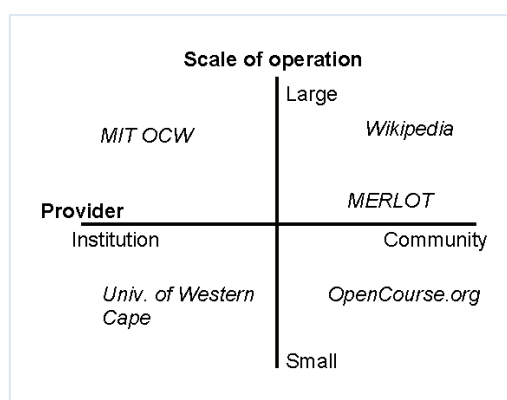 Scale of operation
Large
MIT OCW
Wikipedia
MERLOT
Provider
Institution
Community
Univ. of Western
Cape
OpenCourse.org
Small